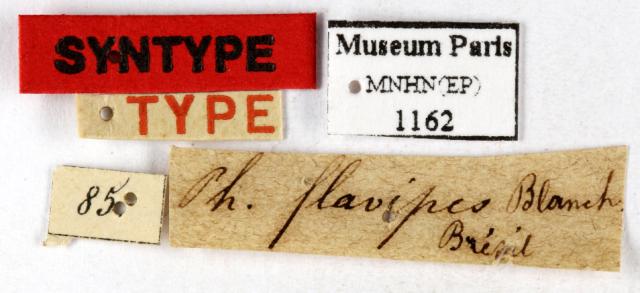 SYNTYPE
TYPE
Museum Paris
MNHN(EP)
1162
85
Ph. flavipes Blanch.
Brésil